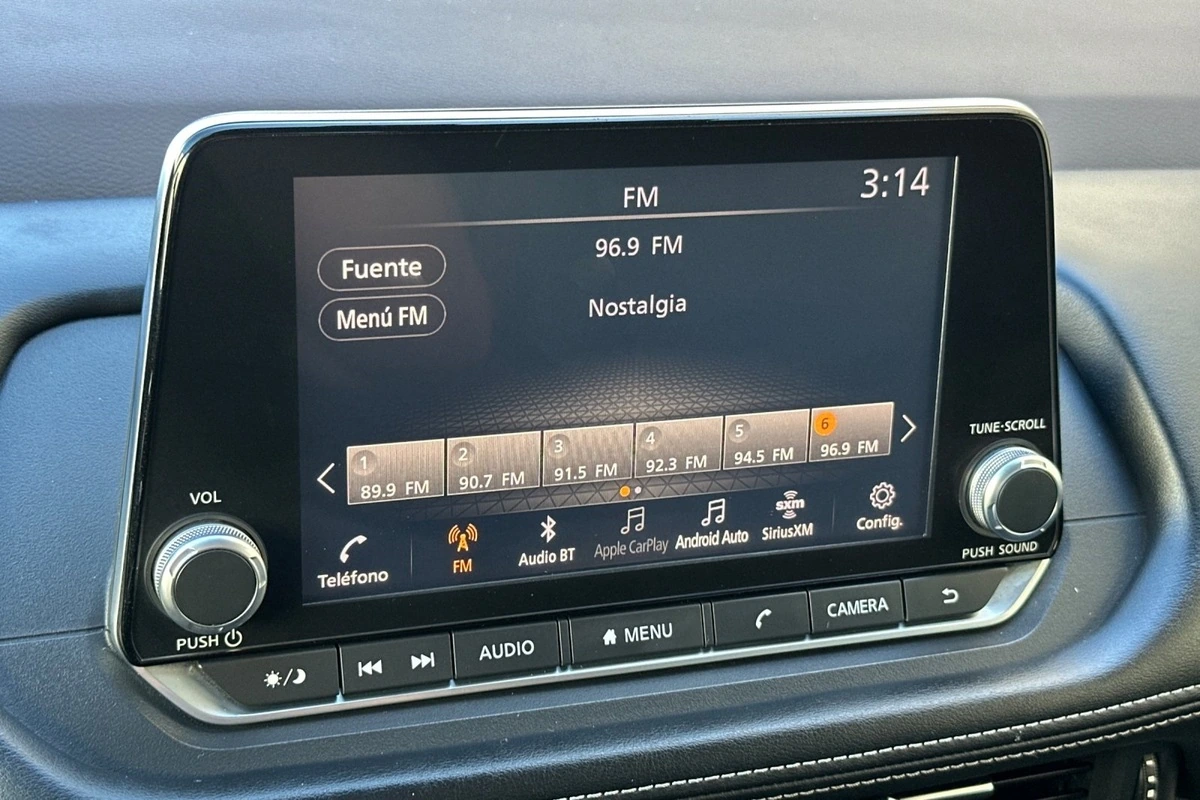 FM
3:14
96.9 FM
Fuente
Nostalgia
Menú FM
1 2 3 4 5 6
89.9 FM 90.7 FM 91.5 FM 92.3 FM 94.5 FM 96.9 FM
Teléfono FM Audio BT Apple CarPlay Android Auto sxm SiriusXM Config.
VOL
PUSH
TUNE·SCROLL
PUSH SOUND
AUDIO MENU CAMERA